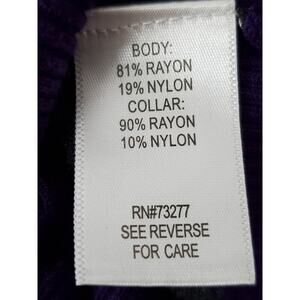 BODY:
81% RAYON
19% NYLON
COLLAR:
90% RAYON
10% NYLON
RN#73277
SEE REVERSE
FOR CARE